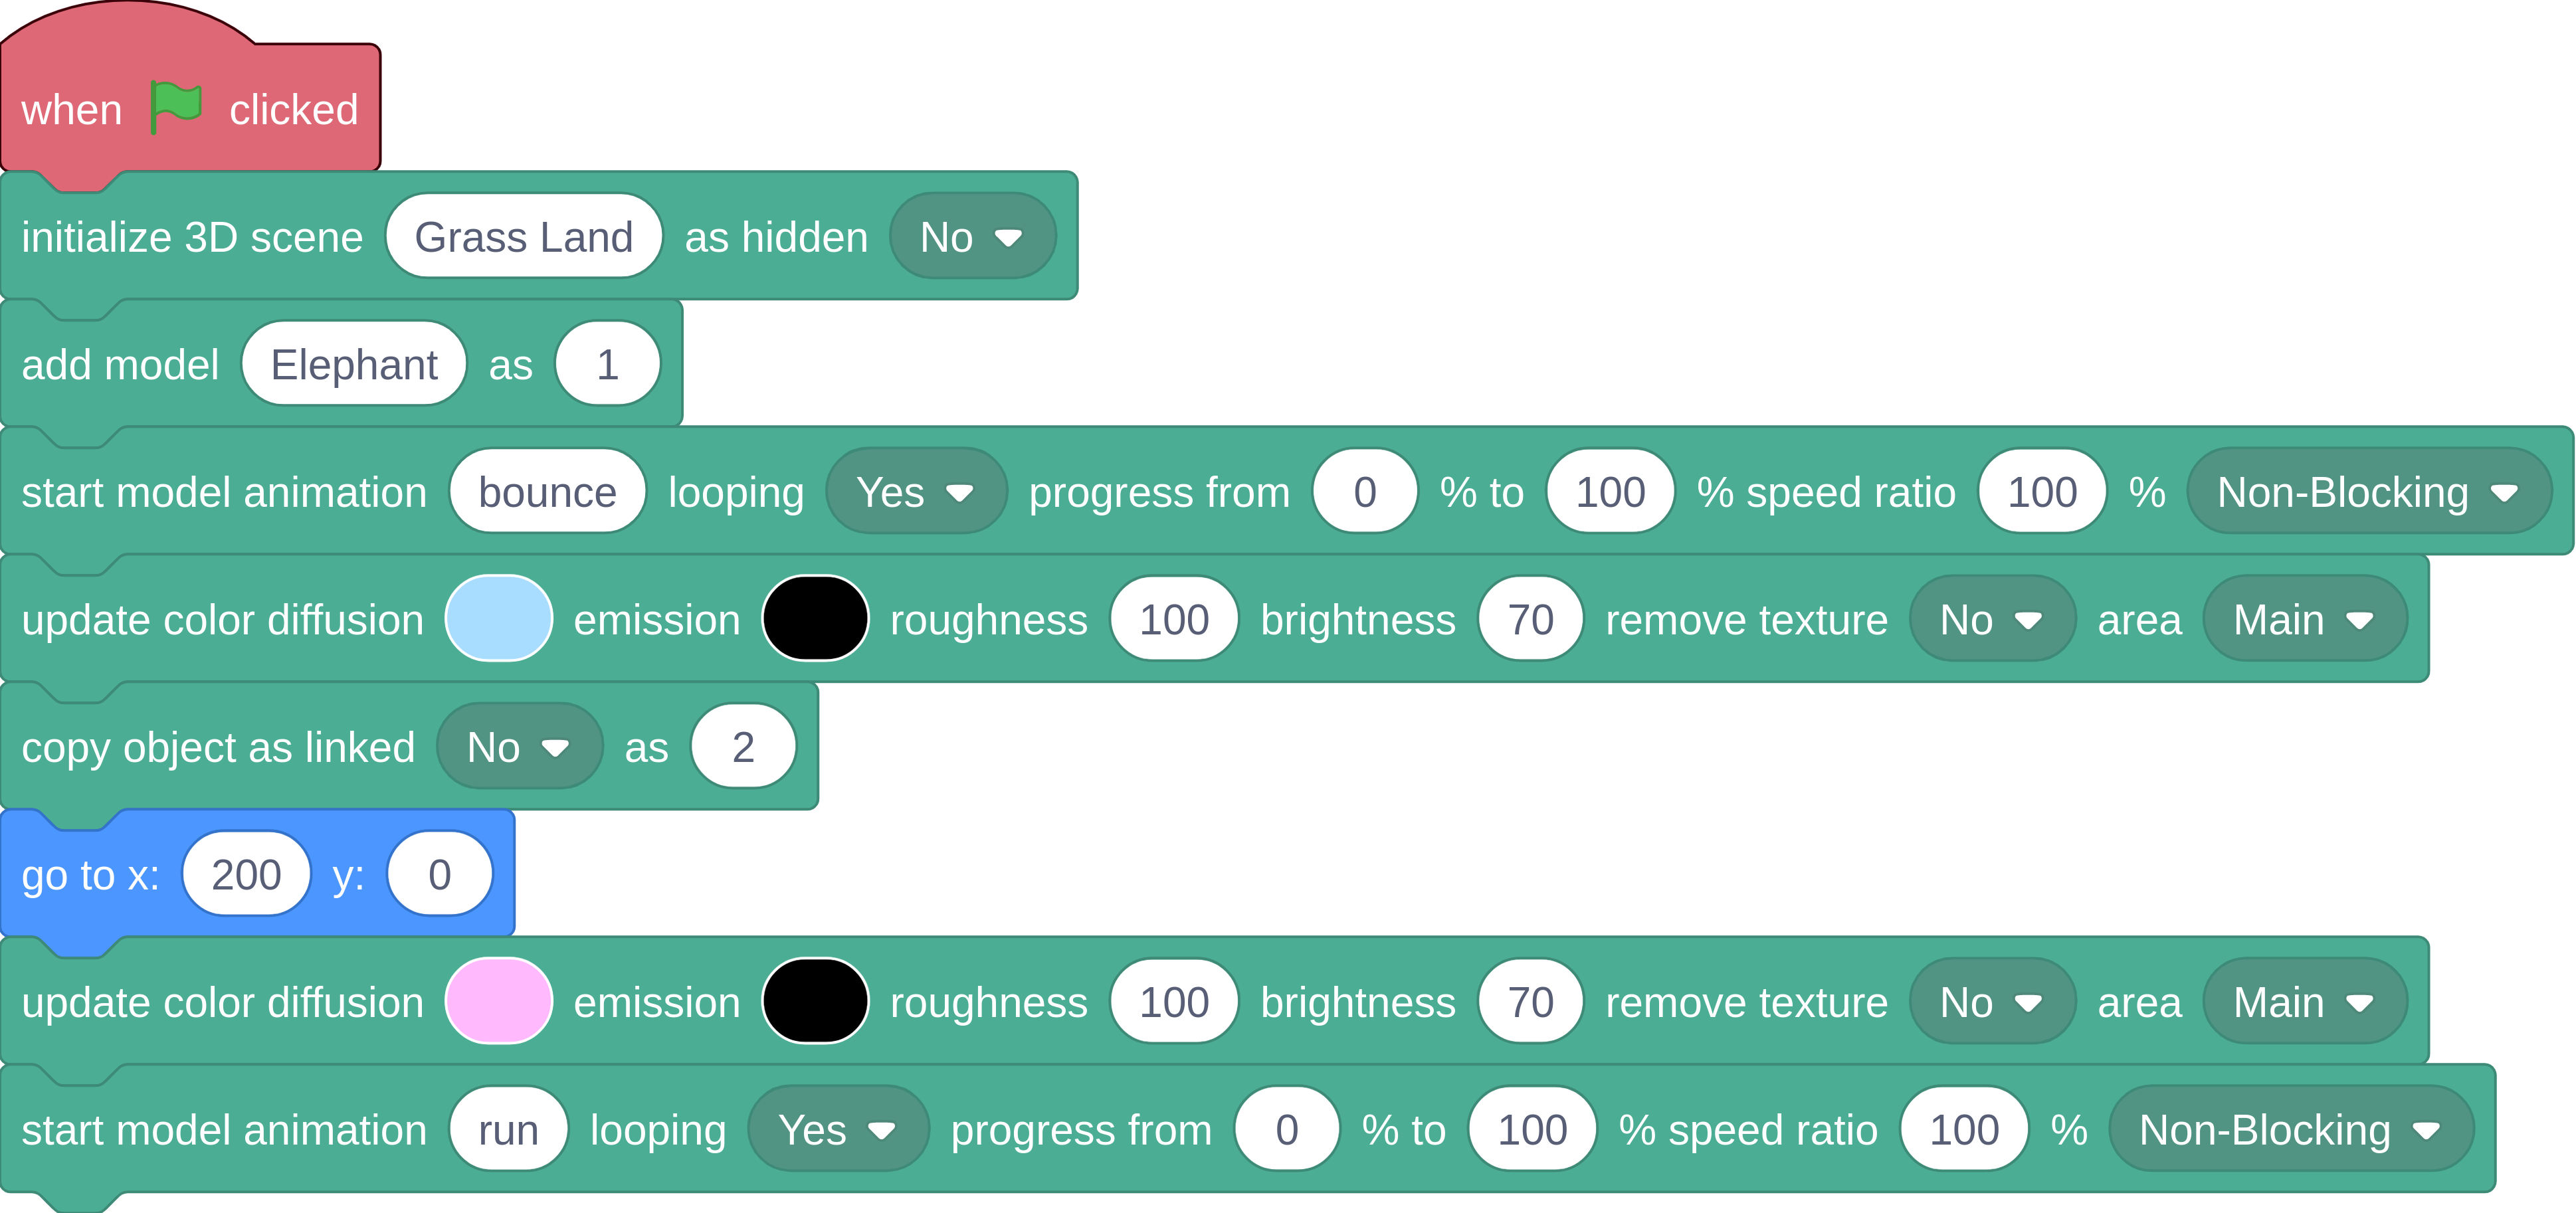 when clicked
initialize 3D scene Grass Land as hidden No
add model Elephant as 1
start model animation bounce looping Yes progress from 0 % to 100 % speed ratio 100 % Non-Blocking
update color diffusion emission roughness 100 brightness 70 remove texture No area Main
copy object as linked No as 2
go to x: 200 y: 0
update color diffusion emission roughness 100 brightness 70 remove texture No area Main
start model animation run looping Yes progress from 0 % to 100 % speed ratio 100 % Non-Blocking